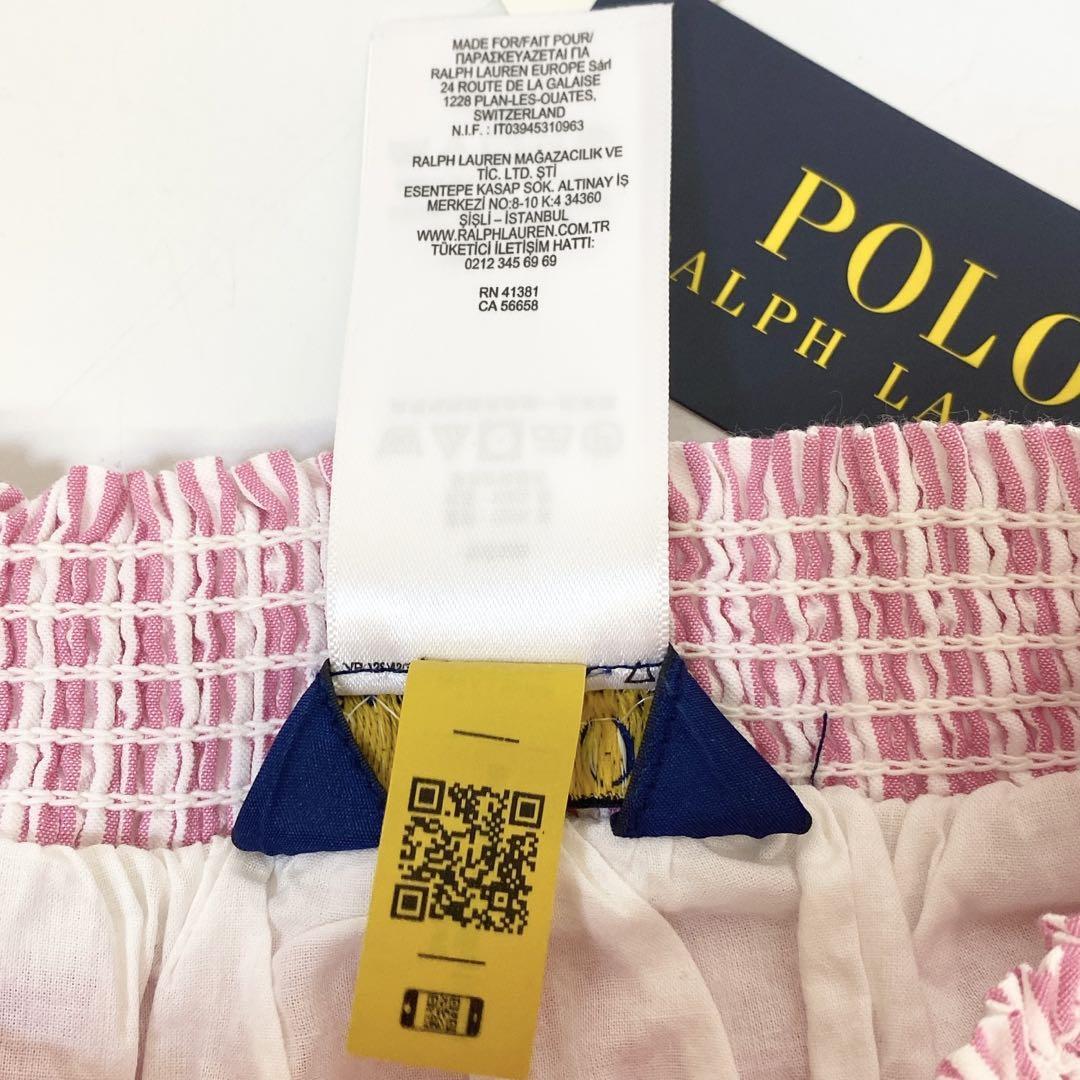 MADE FOR/FAIT POUR/
ΠΑΡΑΣΚΕΥΑΖΕΤΑΙ ΓΙΑ
RALPH LAUREN EUROPE Sàrl
24 ROUTE DE LA GALAISE
1228 PLAN-LES-OUATES,
SWITZERLAND
N.I.F. : IT03945310963
RALPH LAUREN MAĞAZACILIK VE
TİC. LTD. ŞTİ
ESENTEPE KASAP SOK. ALTINAY İŞ
MERKEZİ NO:8-10 K:4 34360
ŞİŞLİ – İSTANBUL
WWW.RALPHLAUREN.COM.TR
TÜKETİCİ İLETİŞİM HATTI:
0212 345 69 69
RN 41381
CA 56658
POLO